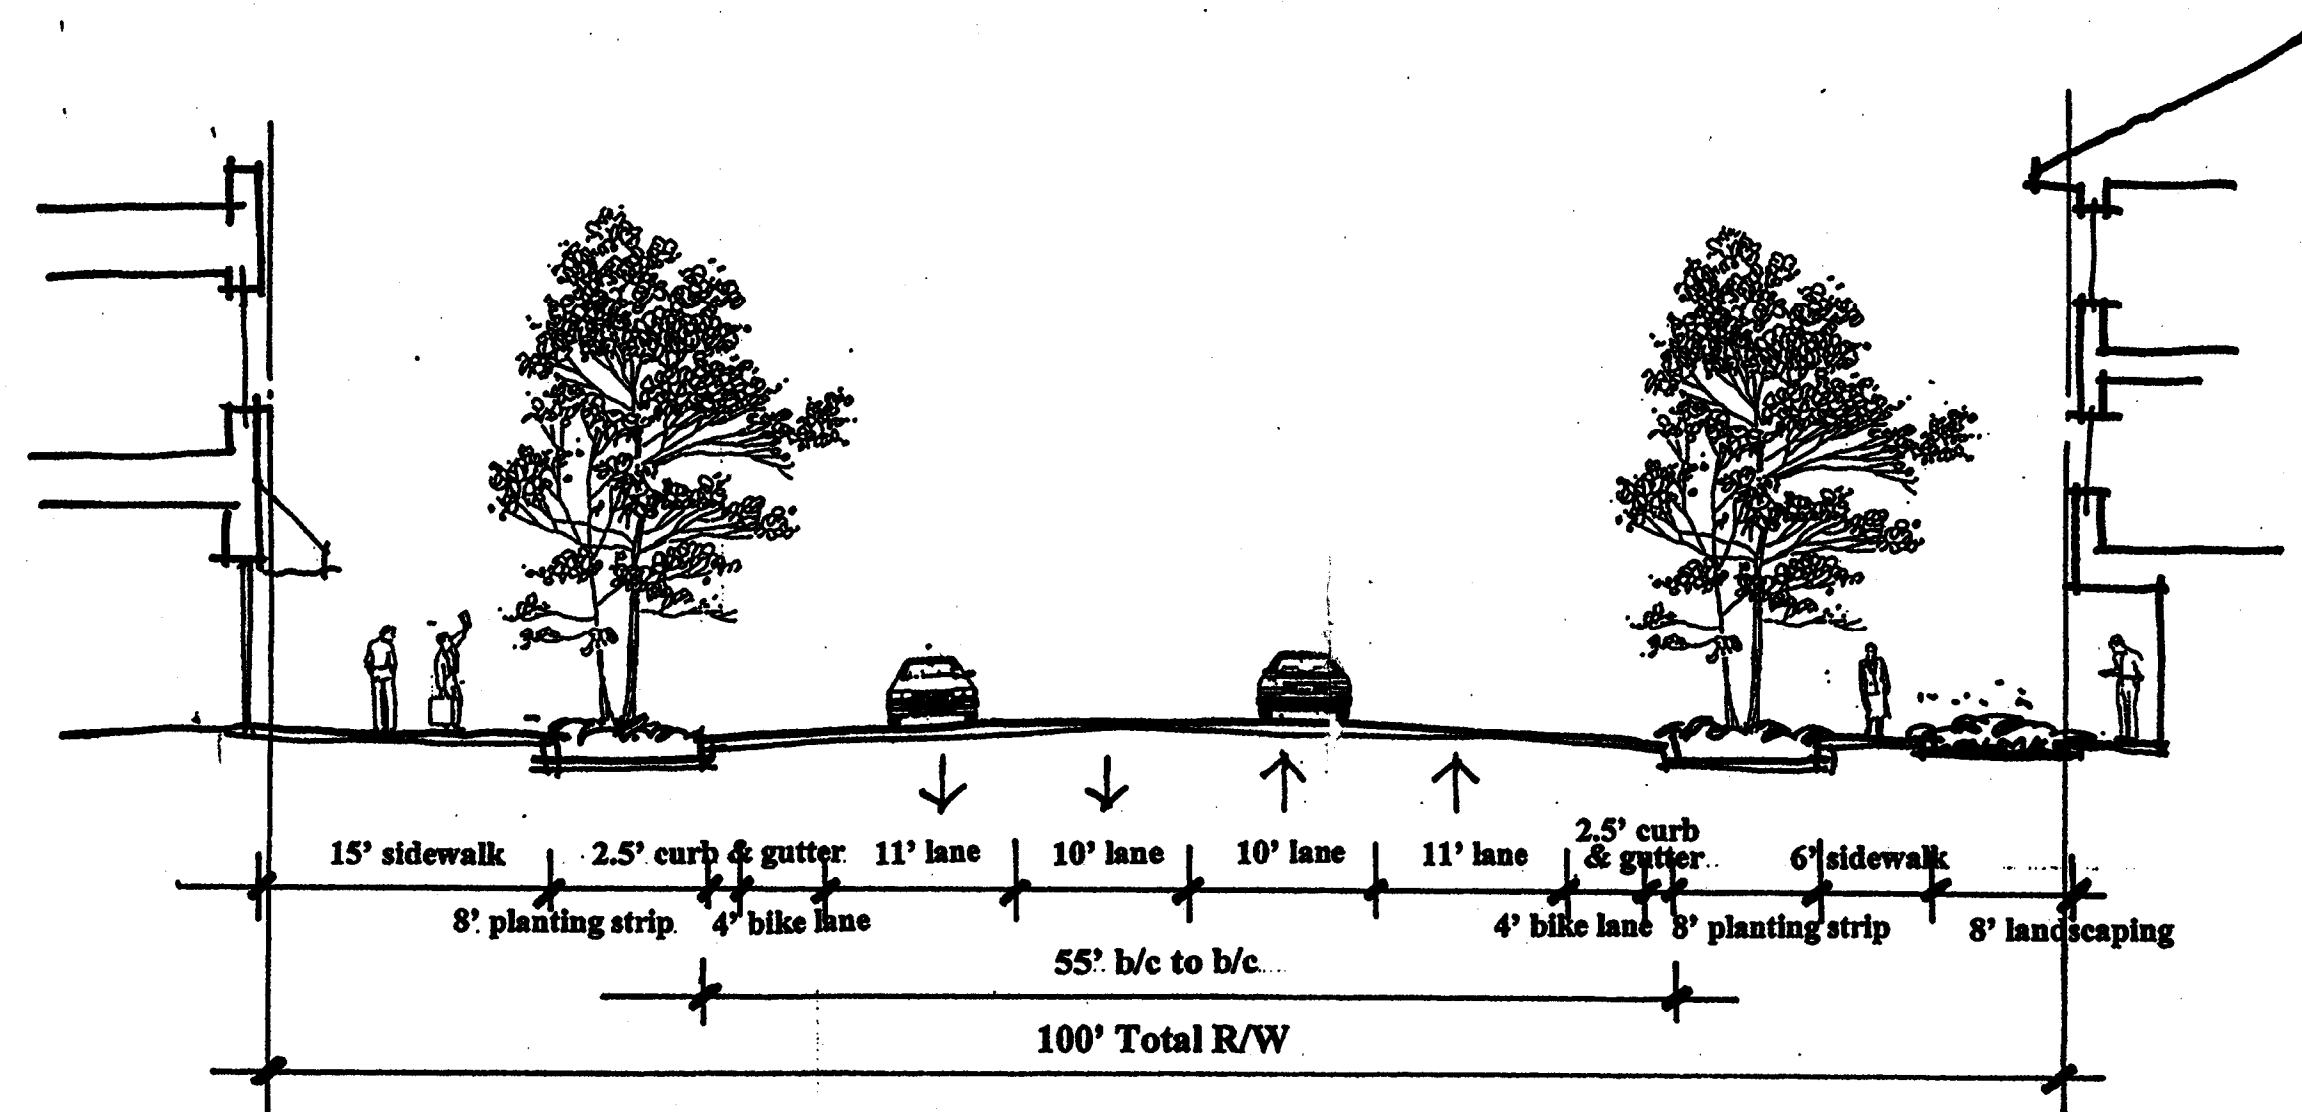 2.5’ curb
15’ sidewalk 2.5’ curb & gutter 11’ lane 10’ lane 10’ lane 11’ lane & gutter 6’ sidewalk
8’ planting strip 4’ bike lane 4’ bike lane 8’ planting strip 8’ landscaping
55’ b/c to b/c
100’ Total R/W